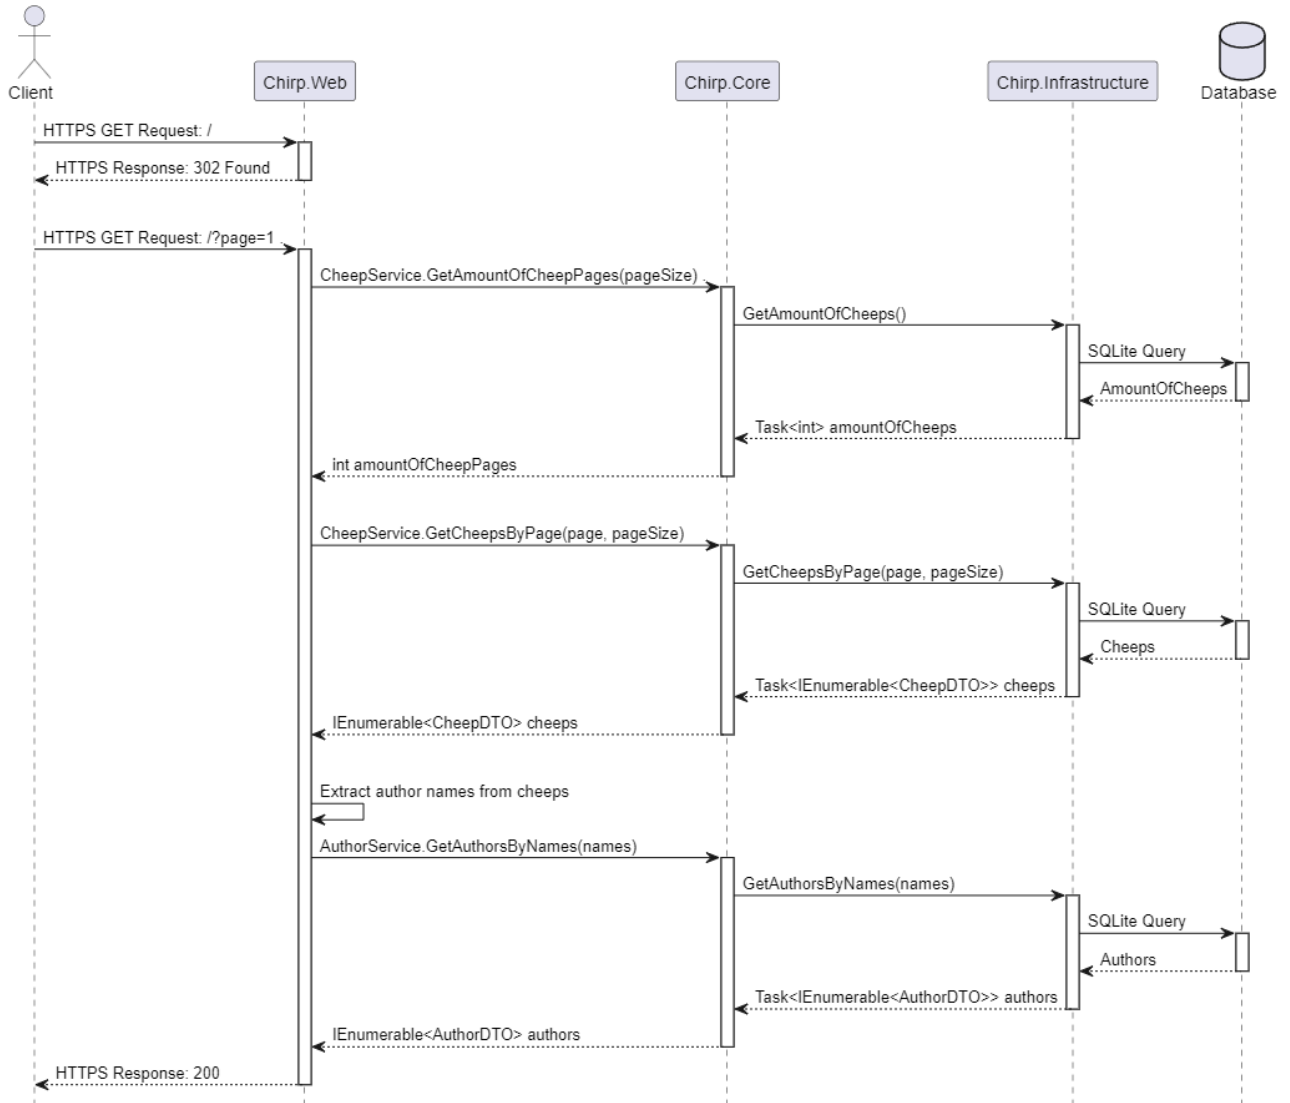 Client
Chirp.Web
Chirp.Core
Chirp.Infrastructure
Database
HTTPS GET Request: /
HTTPS Response: 302 Found
HTTPS GET Request: /?page=1
CheepService.GetAmountOfCheepPages(pageSize)
GetAmountOfCheeps()
SQLite Query
AmountOfCheeps
Task<int> amountOfCheeps
int amountOfCheepPages
CheepService.GetCheepsByPage(page, pageSize)
GetCheepsByPage(page, pageSize)
SQLite Query
Cheeps
Task<IEnumerable<CheepDTO>> cheeps
IEnumerable<CheepDTO> cheeps
Extract author names from cheeps
AuthorService.GetAuthorsByNames(names)
GetAuthorsByNames(names)
SQLite Query
Authors
Task<IEnumerable<AuthorDTO>> authors
IEnumerable<AuthorDTO> authors
HTTPS Response: 200